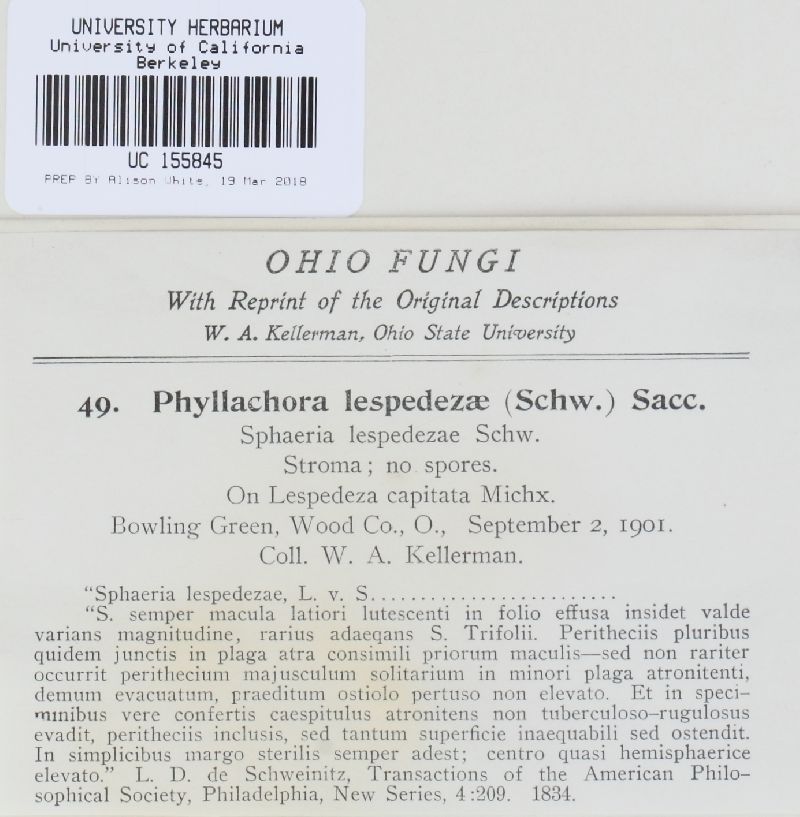 UNIVERSITY HERBARIUM
University of California
Berkeley
UC 155845
PREP BY Alison White, 19 Mar 2018
OHIO FUNGI
With Reprint of the Original Descriptions
W. A. Kellerman, Ohio State University
49. Phyllachora lespedezæ (Schw.) Sacc.
Sphaeria lespedezae Schw.
Stroma; no spores.
On Lespedeza capitata Michx.
Bowling Green, Wood Co., O., September 2, 1901.
Coll. W. A. Kellerman.
“Sphaeria lespedezae, L. v. S.........................
“S. semper macula latiori lutescenti in folio effusa insidet valde
varians magnitudine, rarius adaeqans S. Trifolii. Peritheciis pluribus
quidem junctis in plaga atra consimili priorum maculis—sed non rariter
occurrit perithecium majusculum solitarium in minori plaga atronitenti,
demum evacuatum, praeditum ostiolo pertuso non elevato. Et in speci-
minibus vere confertis caespitulus atronitens non tuberculoso-rugulosus
evadit, peritheciis inclusis, sed tantum superficie inaequabili sed ostendit.
In simplicibus margo sterilis semper adest; centro quasi hemisphaerice
elevato.” L. D. de Schweinitz, Transactions of the American Philo-
sophical Society, Philadelphia, New Series, 4:209. 1834.